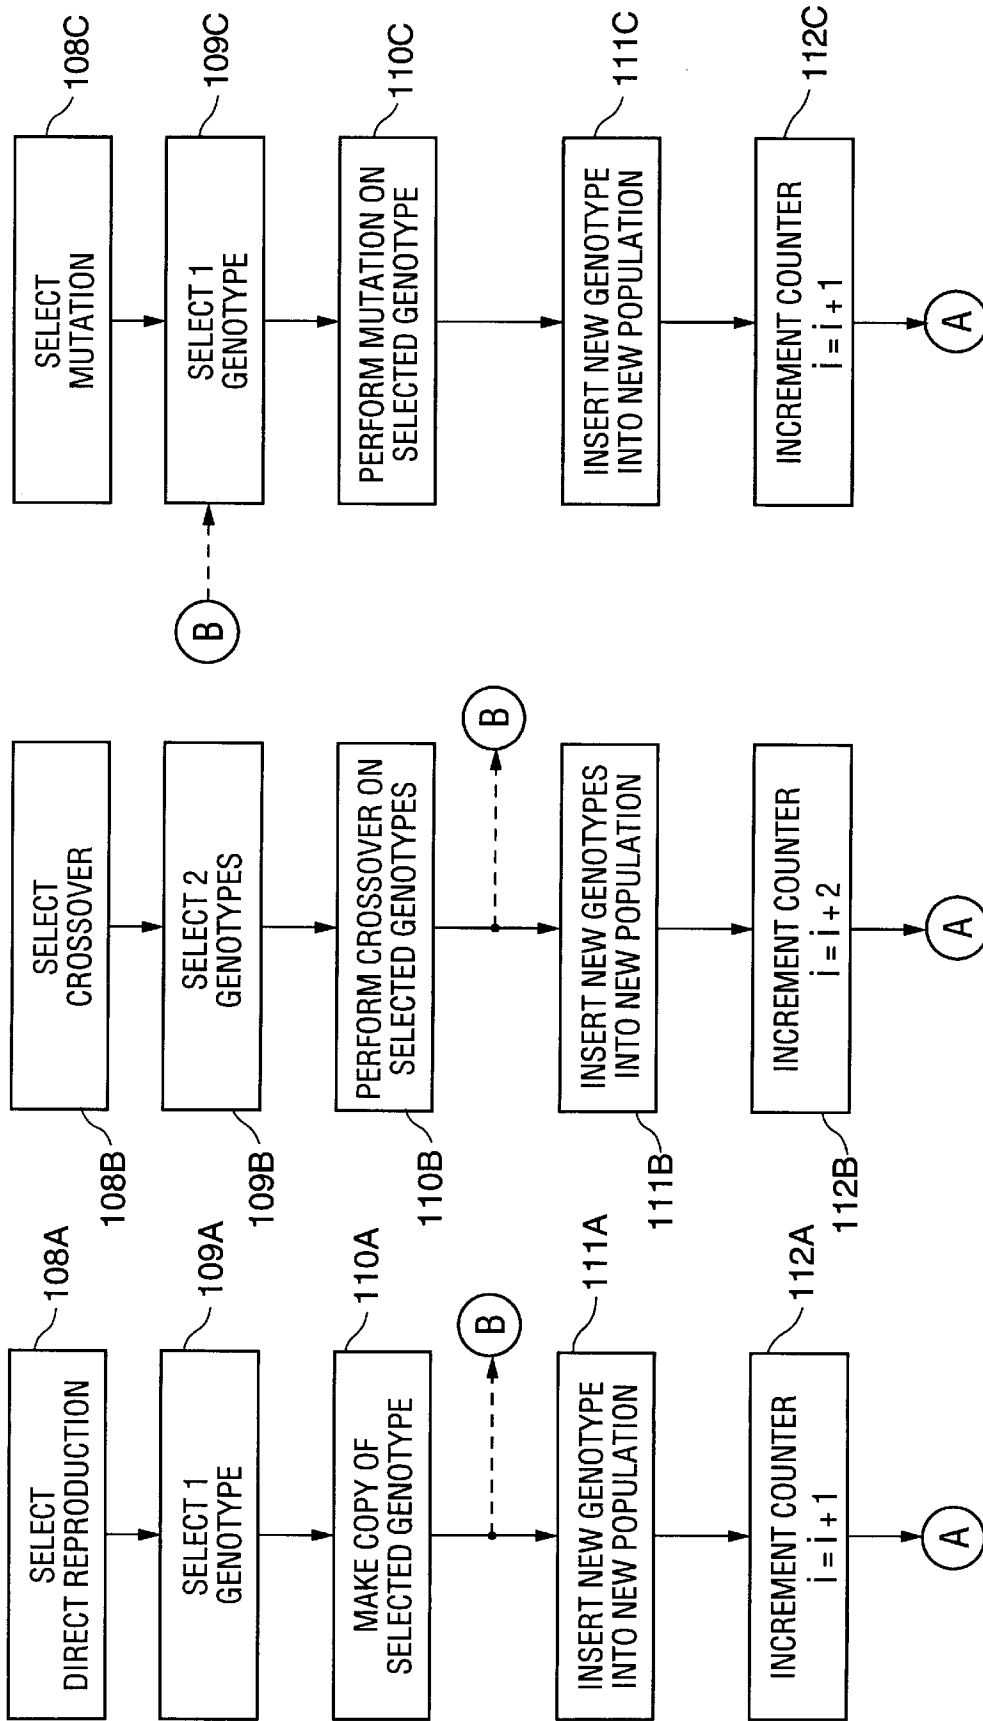 SELECT
DIRECT REPRODUCTION
108A
SELECT 1
GENOTYPE
109A
MAKE COPY OF
SELECTED GENOTYPE
110A
B
INSERT NEW GENOTYPE
INTO NEW POPULATION
111A
INCREMENT COUNTER
i = i + 1
112A
A
SELECT
CROSSOVER
108B
SELECT 2
GENOTYPES
109B
PERFORM CROSSOVER ON
SELECTED GENOTYPES
110B
B
INSERT NEW GENOTYPES
INTO NEW POPULATION
111B
INCREMENT COUNTER
i = i + 2
112B
A
SELECT
MUTATION
108C
B
SELECT 1
GENOTYPE
109C
PERFORM MUTATION ON
SELECTED GENOTYPE
110C
INSERT NEW GENOTYPE
INTO NEW POPULATION
111C
INCREMENT COUNTER
i = i + 1
112C
A